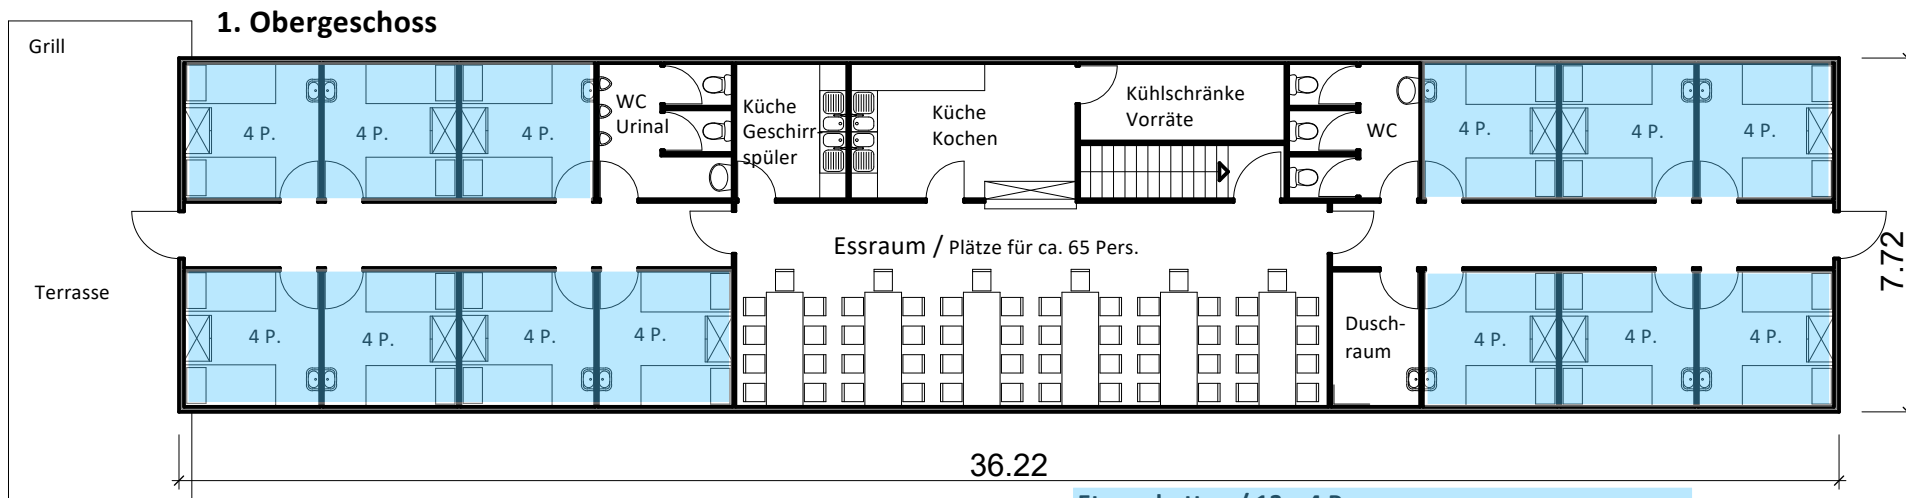 1. Obergeschoss
Grill
4 P.
4 P.
4 P.
WC
Urinal
Küche
Geschirr-
spüler
Küche
Kochen
Kühlschränke
Vorräte
WC
4 P.
4 P.
4 P.
Essraum / Plätze für ca. 65 Pers.
7.72
Terrasse
4 P.
4 P.
4 P.
4 P.
Dusch-
raum
4 P.
4 P.
4 P.
36.22